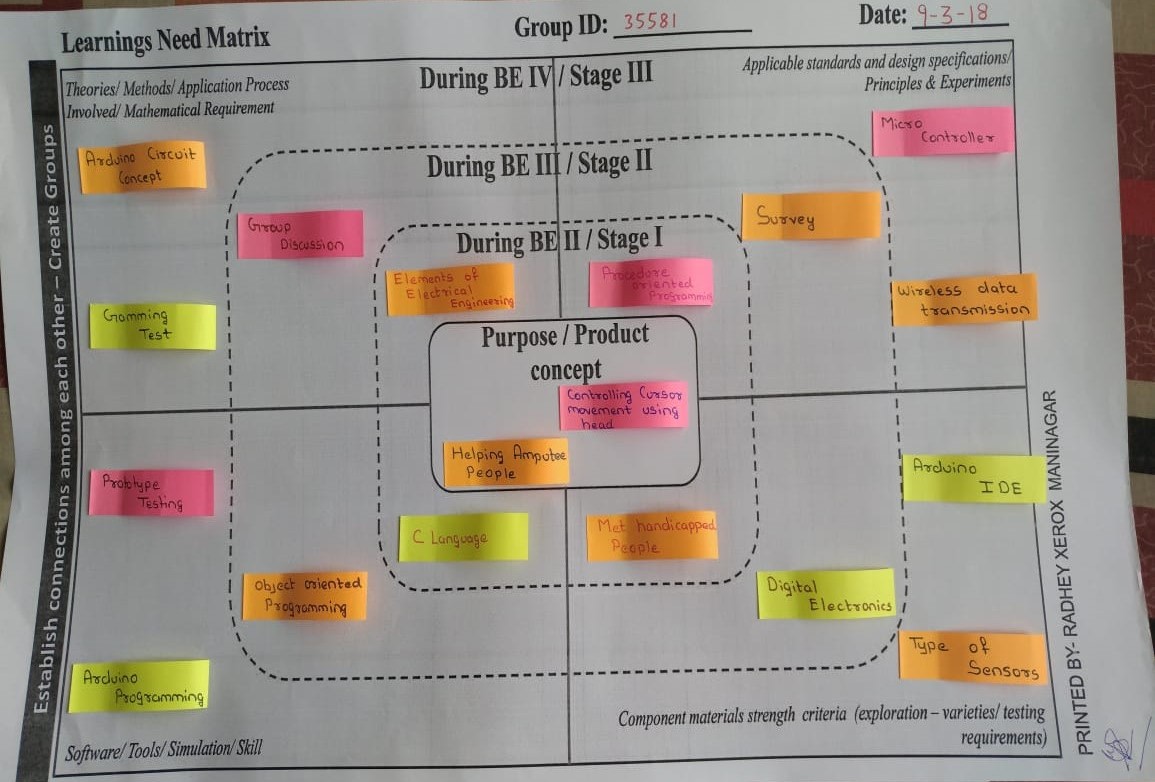 Learnings Need Matrix
Group ID: 35581
Date: 9-3-18
Establish connections among each other – Create Groups
Theories/ Methods/ Application Process
Involved/ Mathematical Requirement
During BE IV / Stage III
Applicable standards and design specifications/
Principles & Experiments
Arduino Circuit
Concept
Micro
Controller
During BE III / Stage II
Group
Discussion
Survey
During BE II / Stage I
Elements of
Electrical
Engineering
Procedure
oriented
Programming
Wireless data
transmission
Gramming
Test
Purpose / Product
concept
Controlling Cursor
movement using
head
Helping Amputee
People
Prototype
Testing
Arduino
IDE
C Language
Met handicapped
People
Object oriented
Programming
Digital
Electronics
Type of
Sensors
Arduino
Programming
Component materials strength criteria (exploration – varieties/ testing
requirements)
Software/ Tools/ Simulation/ Skill
PRINTED BY:- RADHEY XEROX MANINAGAR